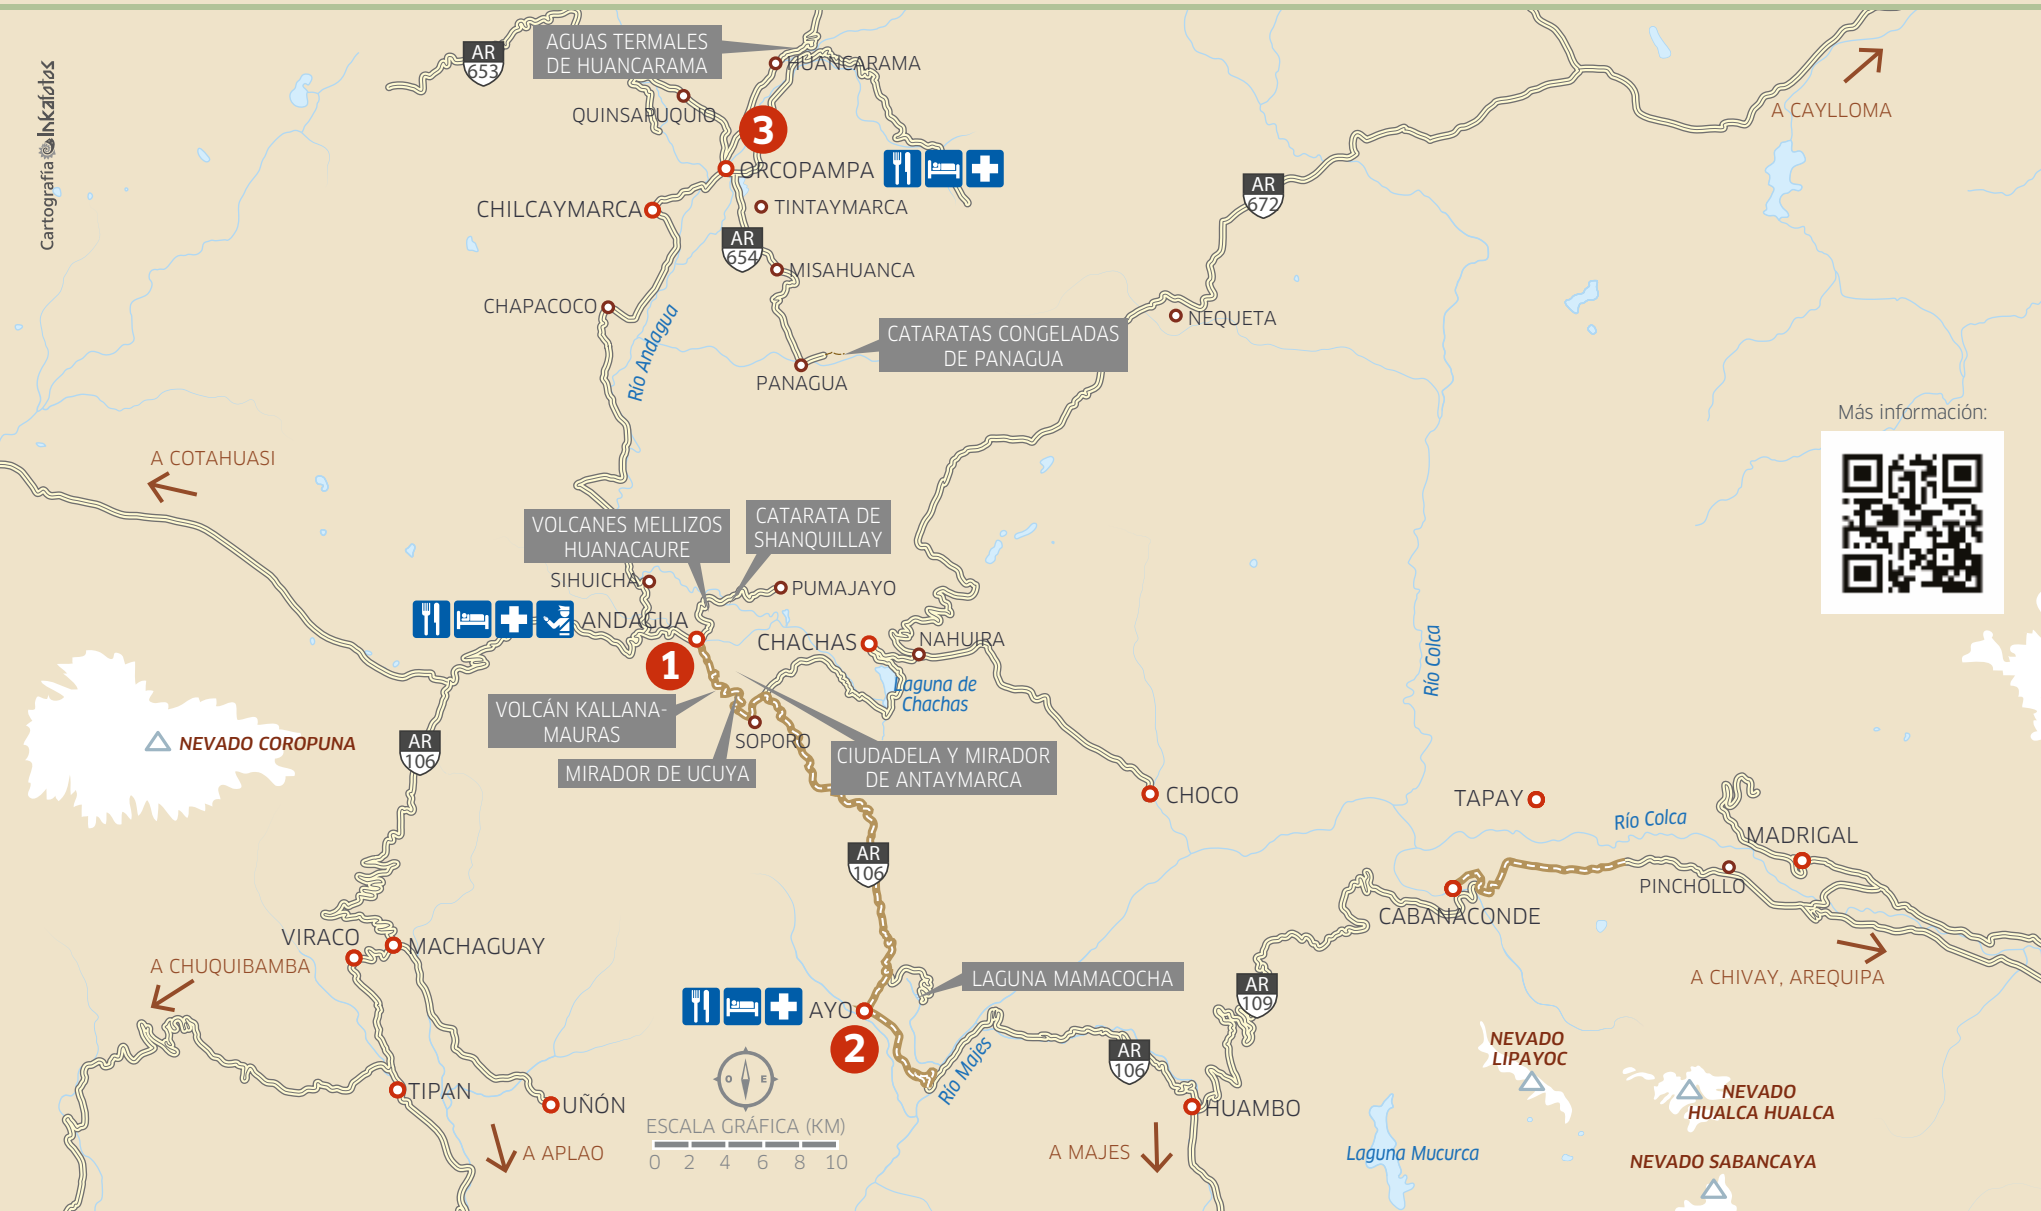 AR
653
AGUAS TERMALES
DE HUANCARAMA
HUANCARAMA
QUINSAPUQUIO
3
ORCOPAMPA
CHILCAYMARCA
TINTAYMARCA
AR
654
MISAHUANCA
CHAPACOCO
Río Andagua
CATARATAS CONGELADAS
DE PANAGUA
PANAGUA
AR
672
NEQUETA
A CAYLLOMA
Cartografía Inkafotos
Más información:
A COTAHUASI
VOLCANES MELLIZOS
HUANACAURE
CATARATA DE
SHANQUILLAY
SIHUICHA
PUMAJAYO
ANDAGUA
1
CHACHAS
NAHUIRA
Laguna de
Chachas
Río Colca
VOLCÁN KALLANA-
MAURAS
SOPORO
MIRADOR DE UCUYA
CIUDADELA Y MIRADOR
DE ANTAYMARCA
NEVADO COROPUNA
AR
106
CHOCO
TAPAY
Río Colca
MADRIGAL
PINCHOLLO
CABANACONDE
AR
106
VIRACO
MACHAGUAY
A CHUQUIBAMBA
LAGUNA MAMACOCHA
AR
109
A CHIVAY, AREQUIPA
AYO
2
Río Majes
AR
106
NEVADO
LIPAYOC
NEVADO
HUALCA HUALCA
TIPAN
UÑÓN
O E
ESCALA GRÁFICA (KM)
0 2 4 6 8 10
HUAMBO
A APLAO
A MAJES
Laguna Mucurca
NEVADO SABANCAYA